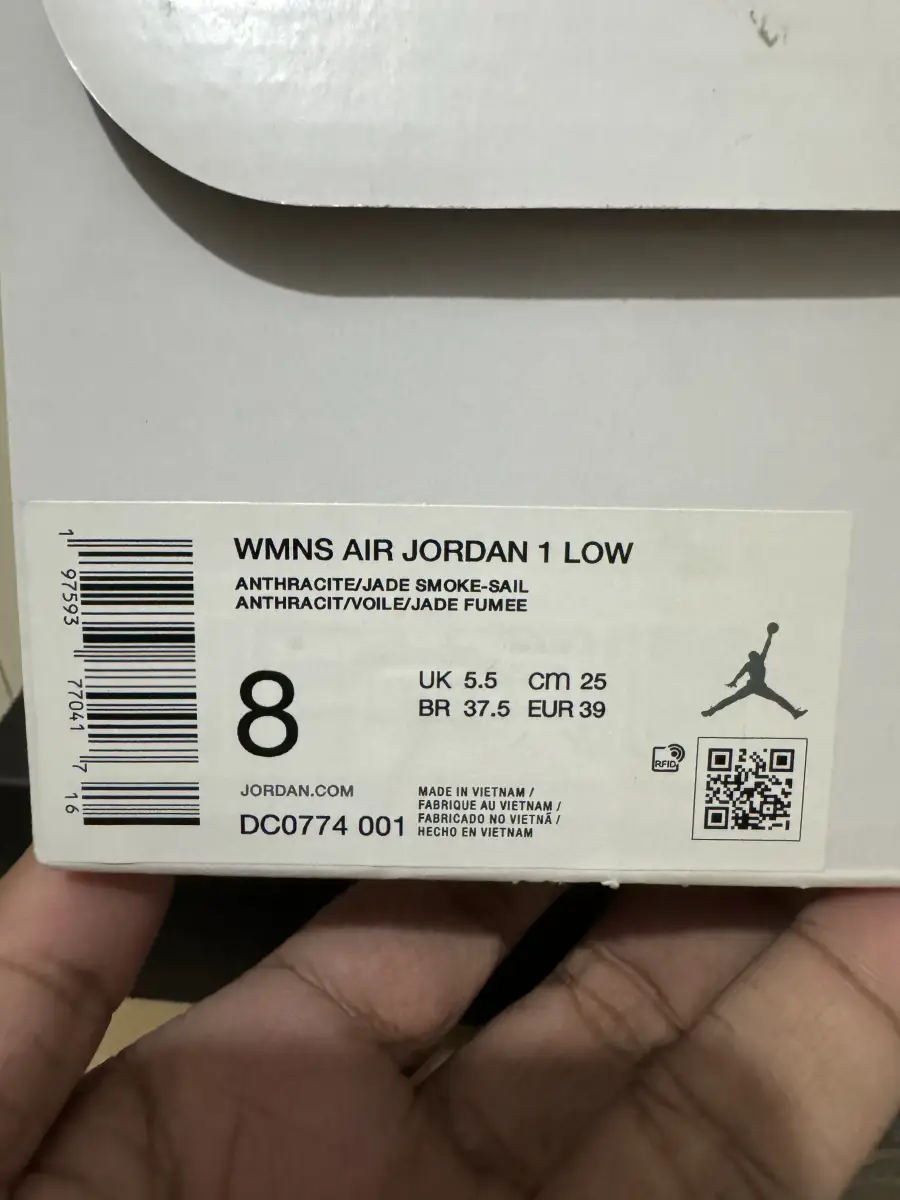 WMNS AIR JORDAN 1 LOW
ANTHRACITE/JADE SMOKE-SAIL
ANTHRACIT/VOILE/JADE FUMEE
8
UK 5.5 cm 25
BR 37.5 EUR 39
RFID
JORDAN.COM
DC0774 001
MADE IN VIETNAM /
FABRIQUE AU VIETNAM /
FABRICADO NO VIETNÃ /
HECHO EN VIETNAM
1 97593 77041 7 16